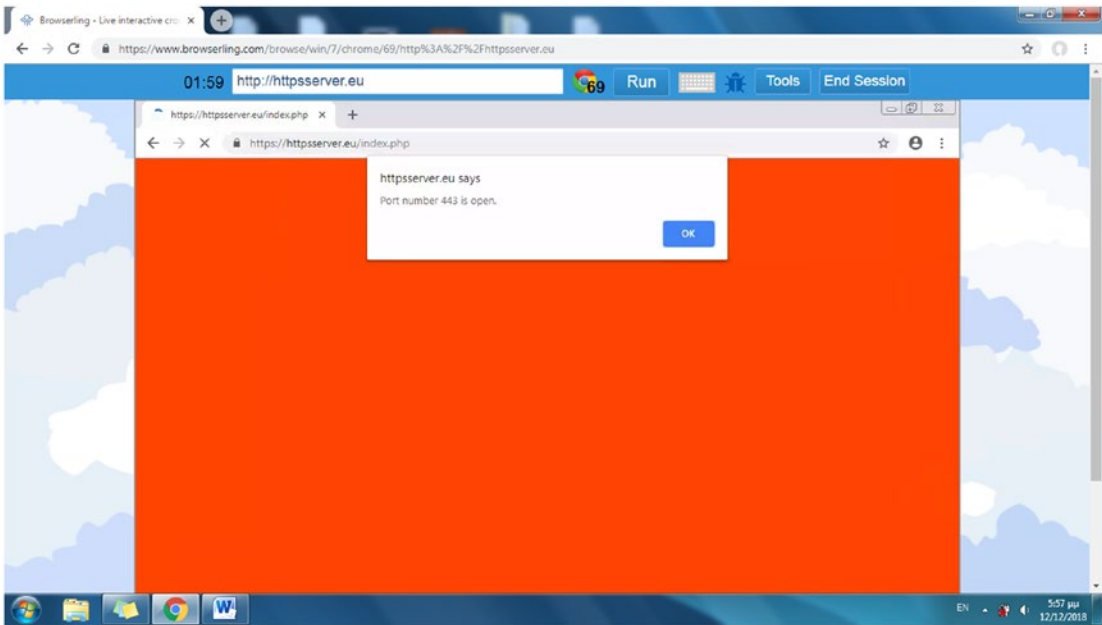 Browserling - Live interactive cro
https://www.browserling.com/browse/win/7/chrome/69/http%3A%2F%2Fhttpsserver.eu
01:59 http://httpsserver.eu 69 Run Tools End Session
https://httpsserver.eu/index.php
https://httpsserver.eu/index.php
httpsserver.eu says
Port number 443 is open.
OK
EN 5:57 μμ
12/12/2018